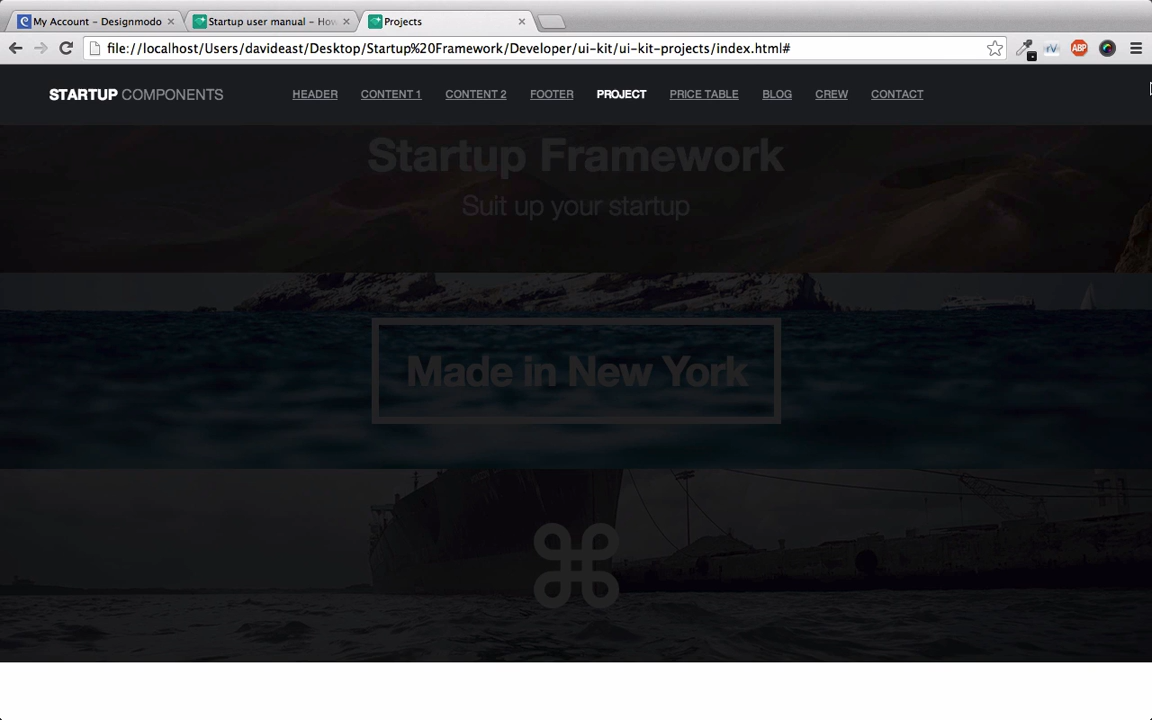 My Account – Designmodo
Startup user manual – How
Projects
file://localhost/Users/davideast/Desktop/Startup%20Framework/Developer/ui-kit/ui-kit-projects/index.html#
rV
ABP
STARTUP COMPONENTS
HEADER
CONTENT 1
CONTENT 2
FOOTER
PROJECT
PRICE TABLE
BLOG
CREW
CONTACT
Startup Framework
Suit up your startup
Made in New York
⌘